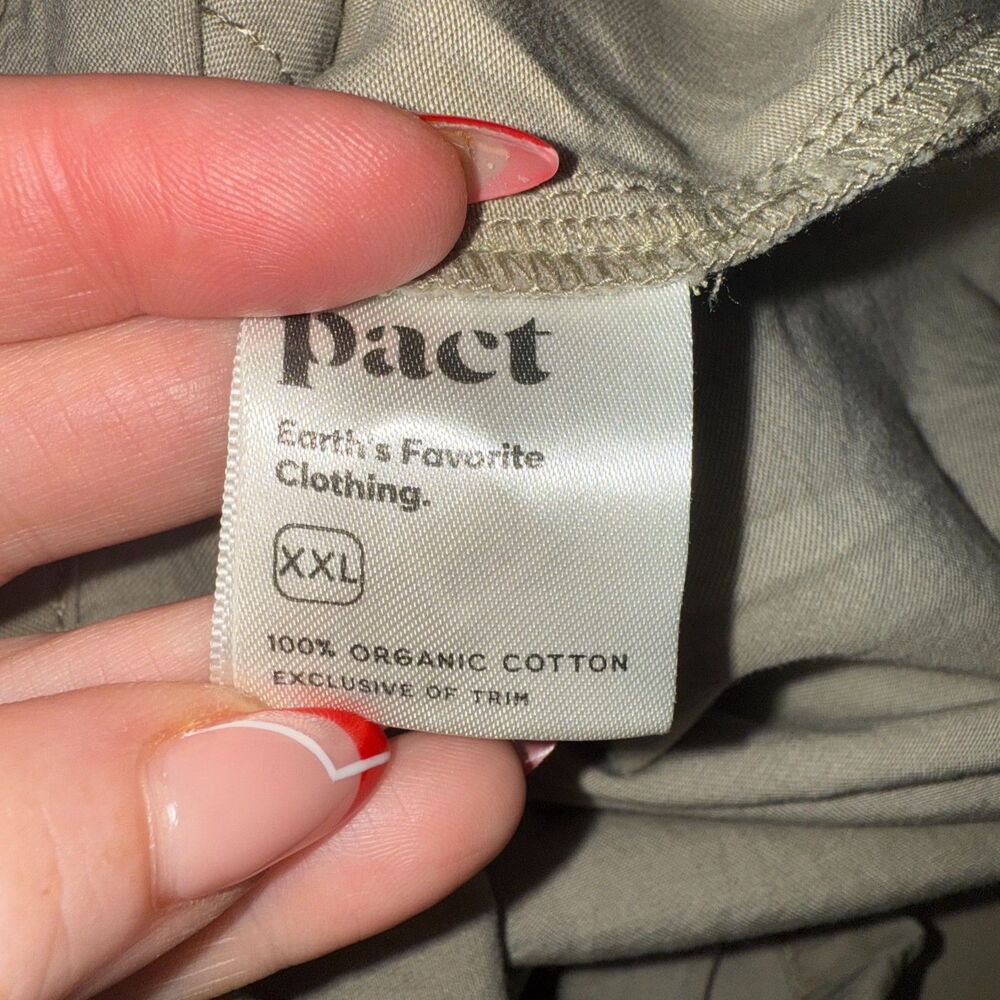 pact
Earth's Favorite
Clothing.
XXL
100% ORGANIC COTTON
EXCLUSIVE OF TRIM